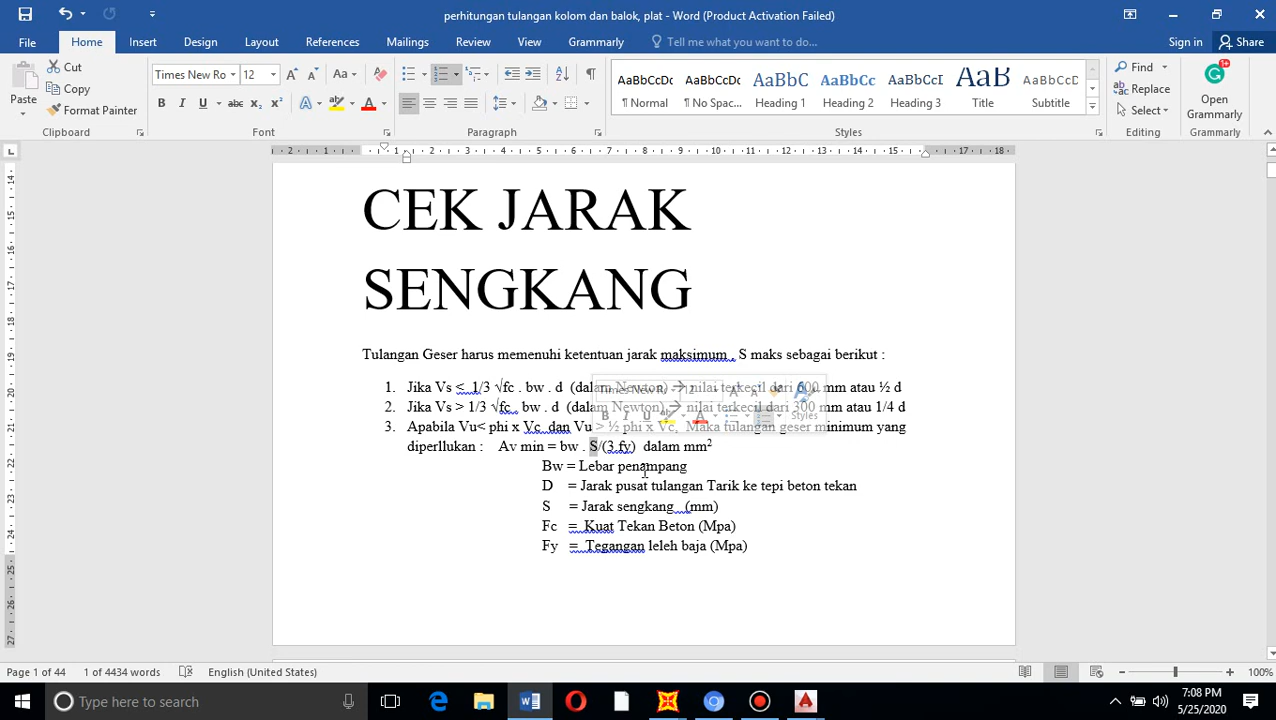 perhitungan tulangan kolom dan balok, plat - Word (Product Activation Failed)
File Home Insert Design Layout References Mailings Review View Zoom Grammarly Tell me what you want to do... Sign in Share
Paste Cut Copy Format Painter
Times New Ro 12 Aa
B I U abc x₂ x² A A
AaBbCcDc AaBbCcDc AaBbC AaBbCc AaBbCcI AaB AaBbCcD
¶ Normal ¶ No Spac... Heading Heading 2 Heading 3 Title Subtitle
Find Replace Select
Open Grammarly
Clipboard Font Paragraph Styles Editing Grammarly
CEK JARAK
SENGKANG
Tulangan Geser harus memenuhi ketentuan jarak maksimum , S maks sebagai berikut :
1. Jika Vs < 1/3 √fc . bw . d (dalam Newton) → nilai terkecil dari 600 mm atau ½ d
2. Jika Vs > 1/3 √fc . bw . d (dalam Newton) → nilai terkecil dari 300 mm atau 1/4 d
3. Apabila Vu< phi x Vc dan Vu > ½ phi x Vc, Maka tulangan geser minimum yang
diperllukan : Av min = bw . S/(3.fy) dalam mm²
Bw = Lebar penampang
D = Jarak pusat tulangan Tarik ke tepi beton tekan
S = Jarak sengkang (mm)
Fc = Kuat Tekan Beton (Mpa)
Fy = Tegangan leleh baja (Mpa)
Styles
Page 1 of 44 1 of 4434 words English (United States) 100%
Type here to search
7:08 PM
5/25/2020